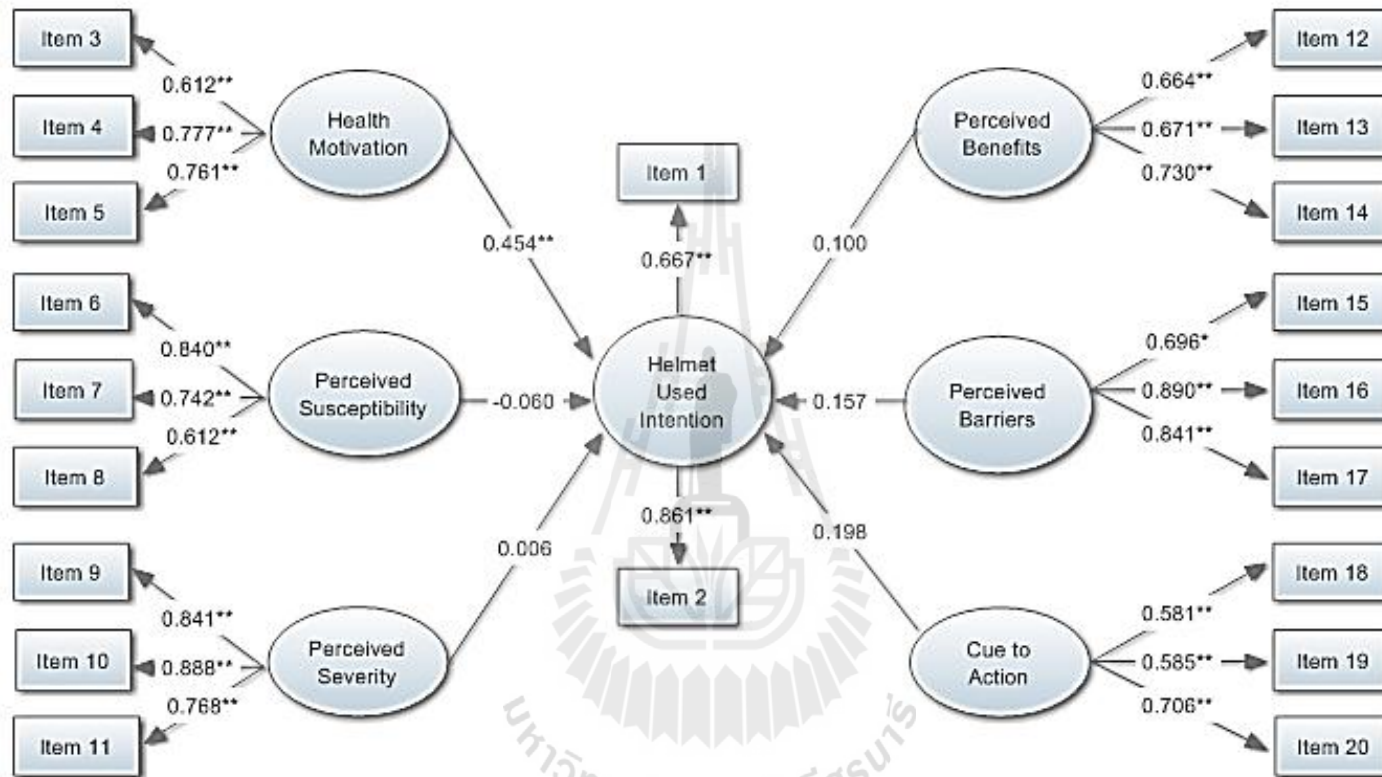 Item 3
0.612**
Item 4
0.777**
0.761**
Item 5
Health
Motivation
0.454**
Item 6
0.840**
Item 7
0.742**
0.612**
Item 8
Perceived
Susceptibility
-0.060
Item 9
0.841**
Item 10
0.888**
0.768**
Item 11
Perceived
Severity
0.006
Item 1
0.667**
Helmet
Used
Intention
0.861**
Item 2
Perceived
Benefits
0.100
0.664**
Item 12
0.671**
Item 13
0.730**
Item 14
Perceived
Barriers
0.157
0.696*
Item 15
0.890**
Item 16
0.841**
Item 17
Cue to
Action
0.198
0.581**
Item 18
0.585**
Item 19
0.706**
Item 20